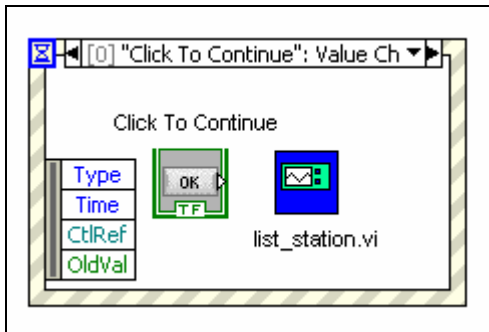 [0] "Click To Continue": Value Ch
Click To Continue
Type
Time
CtlRef
OldVal
OK
TF
list_station.vi